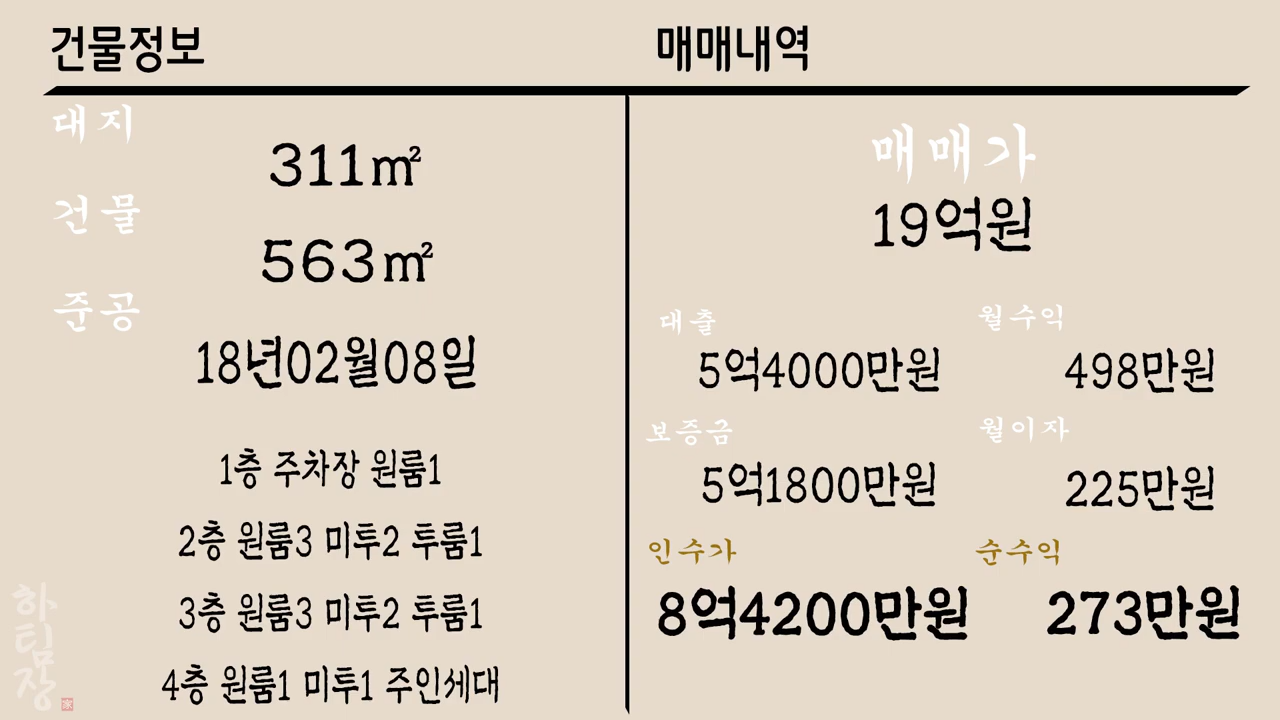 건물정보
대지
311㎡
건물
563㎡
준공
18년02월08일
1층 주차장 원룸1
2층 원룸3 미투2 투룸1
3층 원룸3 미투2 투룸1
4층 원룸1 미투1 주인세대
하팀장
매매내역
매매가
19억원
대출
5억4000만원
월수익
498만원
보증금
5억1800만원
월이자
225만원
인수가
8억4200만원
순수익
273만원